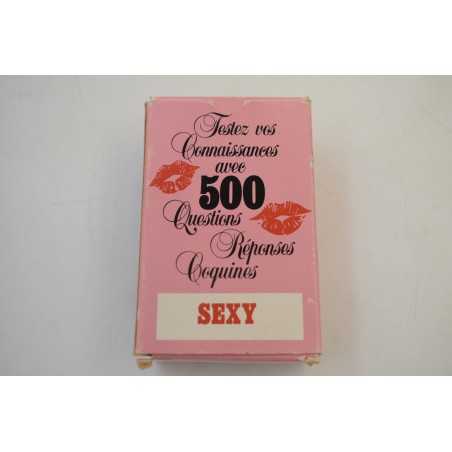 Testez vos
Connaissances
avec
500
Questions
Réponses
Coquines
SEXY